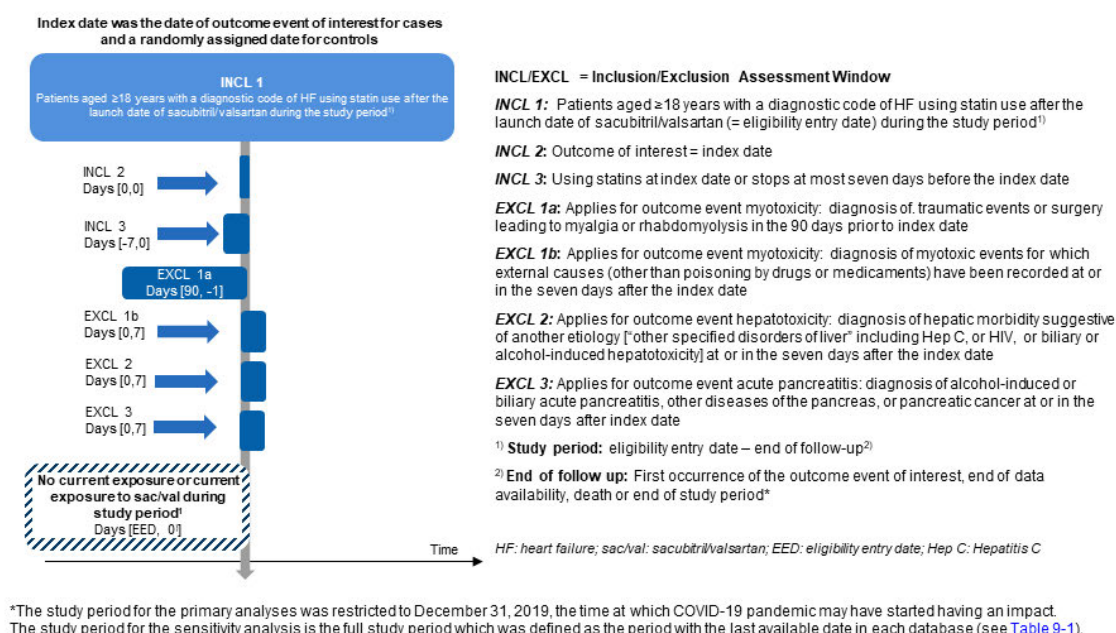 Index date was the date of outcome event of interest for cases
and a randomly assigned date for controls
INCL 1
Patients aged ≥18 years with a diagnostic code of HF using statin use after the
launch date of sacubitril/valsartan during the study period¹⁾
INCL 2
Days [0,0]
INCL 3
Days [-7,0]
EXCL 1a
Days [90, -1]
EXCL 1b
Days [0,7]
EXCL 2
Days [0,7]
EXCL 3
Days [0,7]
No current exposure or current
exposure to sac/val during
study period¹
Days [EED, 0]
Time
INCL/EXCL = Inclusion/Exclusion Assessment Window
INCL 1: Patients aged ≥18 years with a diagnostic code of HF using statin use after the
launch date of sacubitril/valsartan (= eligibility entry date) during the study period¹⁾
INCL 2: Outcome of interest = index date
INCL 3: Using statins at index date or stops at most seven days before the index date
EXCL 1a: Applies for outcome event myotoxicity: diagnosis of. traumatic events or surgery
leading to myalgia or rhabdomyolysis in the 90 days prior to index date
EXCL 1b: Applies for outcome event myotoxicity: diagnosis of myotoxic events for which
external causes (other than poisoning by drugs or medicaments) have been recorded at or
in the seven days after the index date
EXCL 2: Applies for outcome event hepatotoxicity: diagnosis of hepatic morbidity suggestive
of another etiology ["other specified disorders of liver" including Hep C, or HIV, or biliary or
alcohol-induced hepatotoxicity] at or in the seven days after the index date
EXCL 3: Applies for outcome event acute pancreatitis: diagnosis of alcohol-induced or
biliary acute pancreatitis, other diseases of the pancreas, or pancreatic cancer at or in the
seven days after index date
¹⁾ Study period: eligibility entry date – end of follow-up²⁾
²⁾ End of follow up: First occurrence of the outcome event of interest, end of data
availability, death or end of study period*
HF: heart failure; sac/val: sacubitril/valsartan; EED: eligibility entry date; Hep C: Hepatitis C
*The study period for the primary analyses was restricted to December 31, 2019, the time at which COVID-19 pandemic may have started having an impact.
The study period for the sensitivity analysis is the full study period which was defined as the period with the last available date in each database (see Table 9-1).